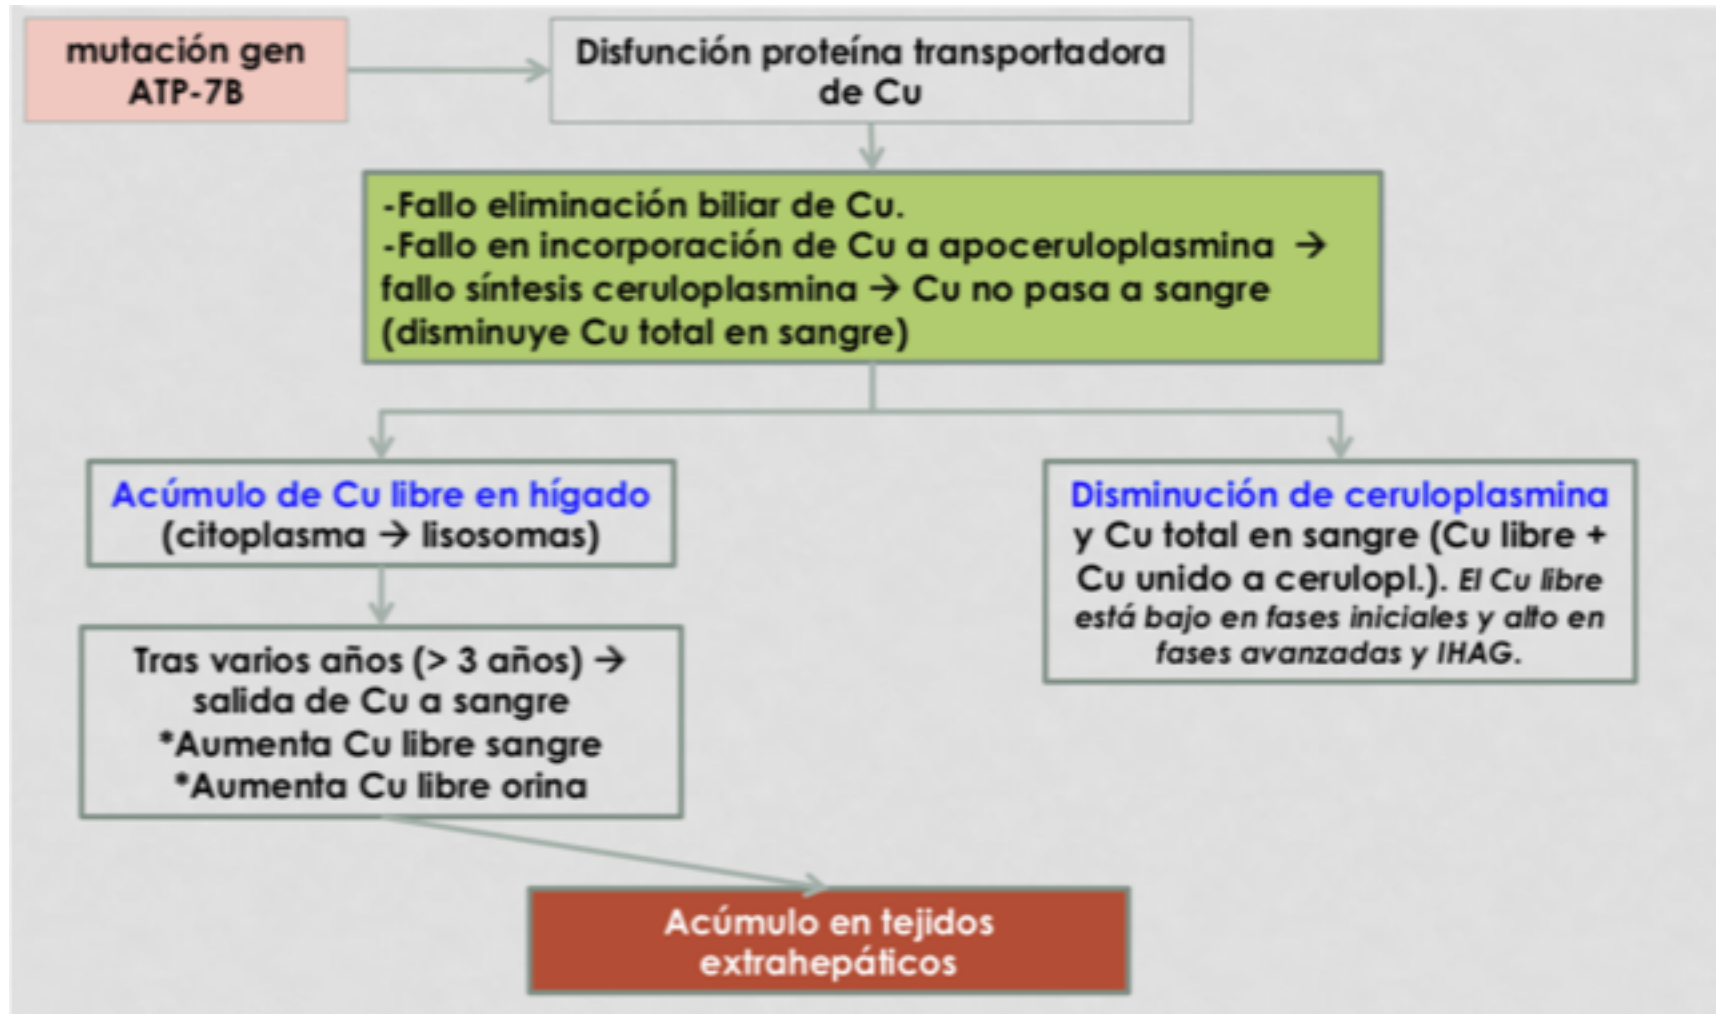 mutación gen
ATP-7B
Disfunción proteína transportadora
de Cu
-Fallo eliminación biliar de Cu.
-Fallo en incorporación de Cu a apoceruloplasmina →
fallo síntesis ceruloplasmina → Cu no pasa a sangre
(disminuye Cu total en sangre)
Acúmulo de Cu libre en hígado
(citoplasma → lisosomas)
Disminución de ceruloplasmina
y Cu total en sangre (Cu libre +
Cu unido a cerulopl.). El Cu libre
está bajo en fases iniciales y alto en
fases avanzadas y IHAG.
Tras varios años (> 3 años) →
salida de Cu a sangre
*Aumenta Cu libre sangre
*Aumenta Cu libre orina
Acúmulo en tejidos
extrahepáticos